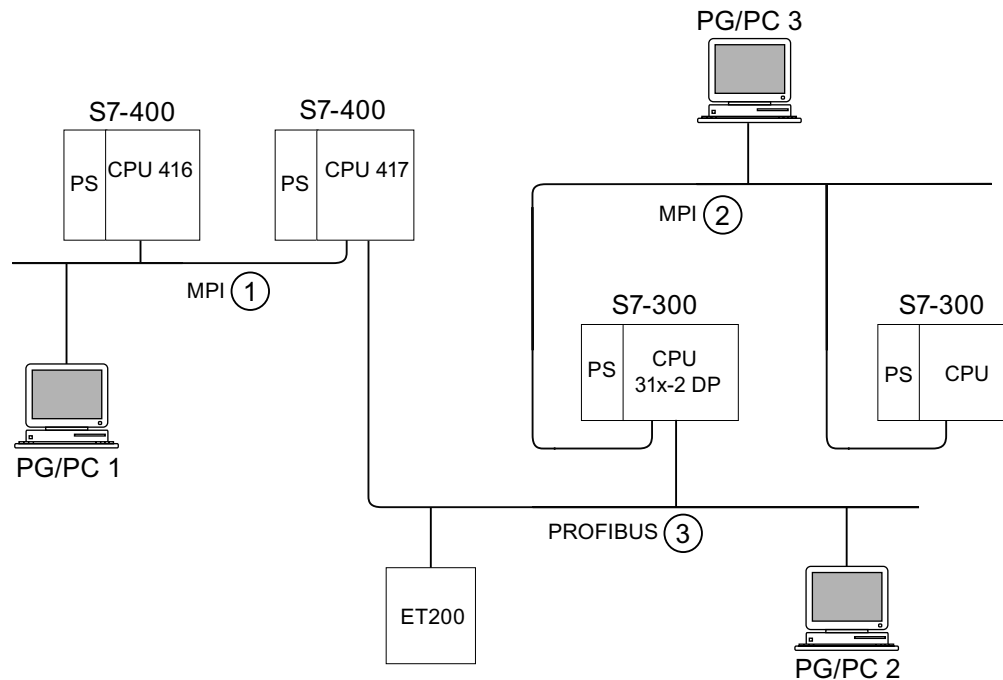 PG/PC 3
S7-400
S7-400
PS
CPU 416
PS
CPU 417
MPI 2
MPI 1
S7-300
S7-300
PS
CPU
31x-2 DP
PS
CPU
PG/PC 1
PROFIBUS 3
ET200
PG/PC 2